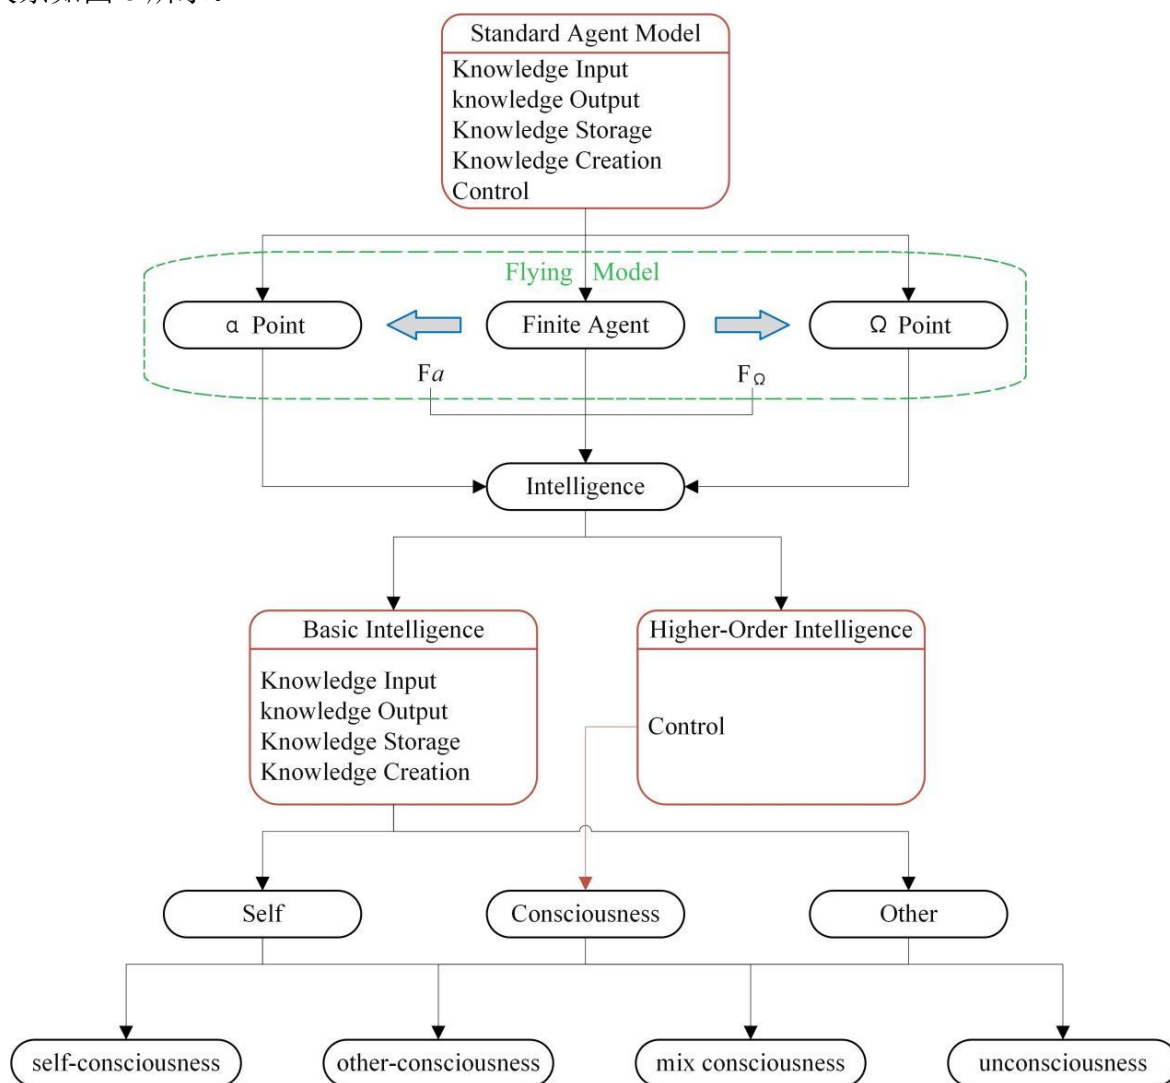 Standard Agent Model
Knowledge Input
knowledge Output
Knowledge Storage
Knowledge Creation
Control
Flying Model
α Point
Finite Agent
Ω Point
Fa
FΩ
Intelligence
Basic Intelligence
Higher-Order Intelligence
Knowledge Input
knowledge Output
Knowledge Storage
Knowledge Creation
Control
Self
Consciousness
Other
self-consciousness
other-consciousness
mix consciousness
unconsciousness